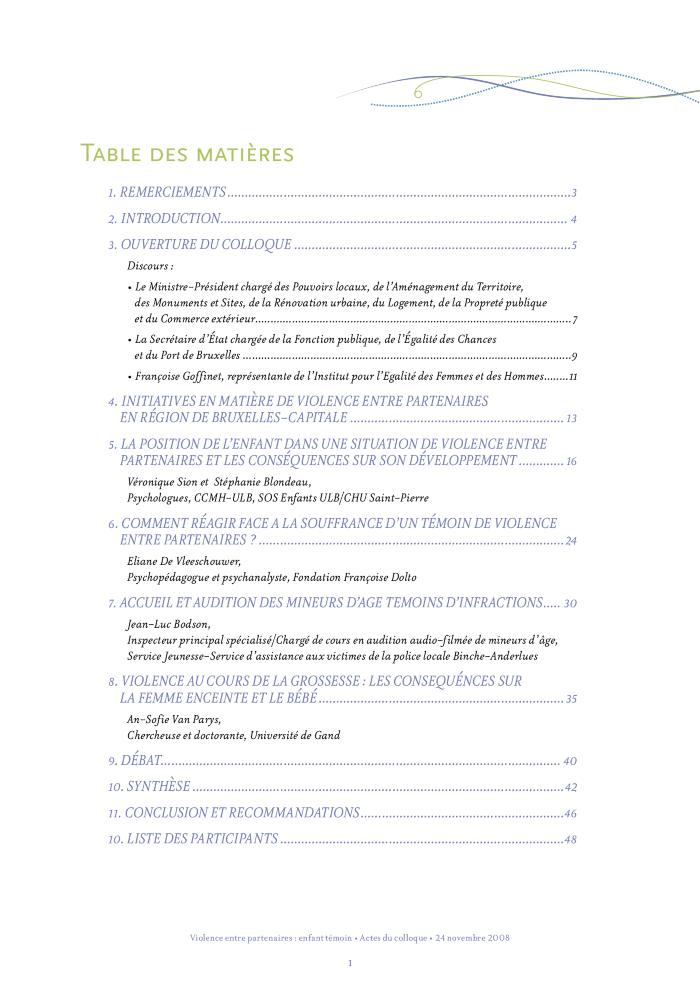 6
Table des matières
1. REMERCIEMENTS....................3
2. INTRODUCTION.................... 4
3. OUVERTURE DU COLLOQUE ....................5
Discours :
• Le Ministre-Président chargé des Pouvoirs locaux, de l'Aménagement du Territoire,
des Monuments et Sites, de la Rénovation urbaine, du Logement, de la Propreté publique
et du Commerce extérieur....................7
• La Secrétaire d'État chargée de la Fonction publique, de l'Égalité des Chances
et du Port de Bruxelles ....................9
• Françoise Goffinet, représentante de l'Institut pour l'Egalité des Femmes et des Hommes........11
4. INITIATIVES EN MATIÈRE DE VIOLENCE ENTRE PARTENAIRES
EN RÉGION DE BRUXELLES-CAPITALE .................... 13
5. LA POSITION DE L'ENFANT DANS UNE SITUATION DE VIOLENCE ENTRE
PARTENAIRES ET LES CONSÉQUENCES SUR SON DÉVELOPPEMENT ............. 16
Véronique Sion et Stéphanie Blondeau,
Psychologues, CCMH-ULB, SOS Enfants ULB/CHU Saint-Pierre
6. COMMENT RÉAGIR FACE A LA SOUFFRANCE D'UN TÉMOIN DE VIOLENCE
ENTRE PARTENAIRES ? ....................24
Eliane De Vleeschouwer,
Psychopédagogue et psychanalyste, Fondation Françoise Dolto
7. ACCUEIL ET AUDITION DES MINEURS D'AGE TEMOINS D'INFRACTIONS..... 30
Jean-Luc Bodson,
Inspecteur principal spécialisé/Chargé de cours en audition audio-filmée de mineurs d'âge,
Service Jeunesse-Service d'assistance aux victimes de la police locale Binche-Anderlues
8. VIOLENCE AU COURS DE LA GROSSESSE : LES CONSEQUÉNCES SUR
LA FEMME ENCEINTE ET LE BÉBÉ.................... 35
An-Sofie Van Parys,
Chercheuse et doctorante, Université de Gand
9. DÉBAT.................... 40
10. SYNTHÈSE ....................42
11. CONCLUSION ET RECOMMANDATIONS....................46
10. LISTE DES PARTICIPANTS ....................48
Violence entre partenaires : enfant témoin • Actes du colloque • 24 novembre 2008
1